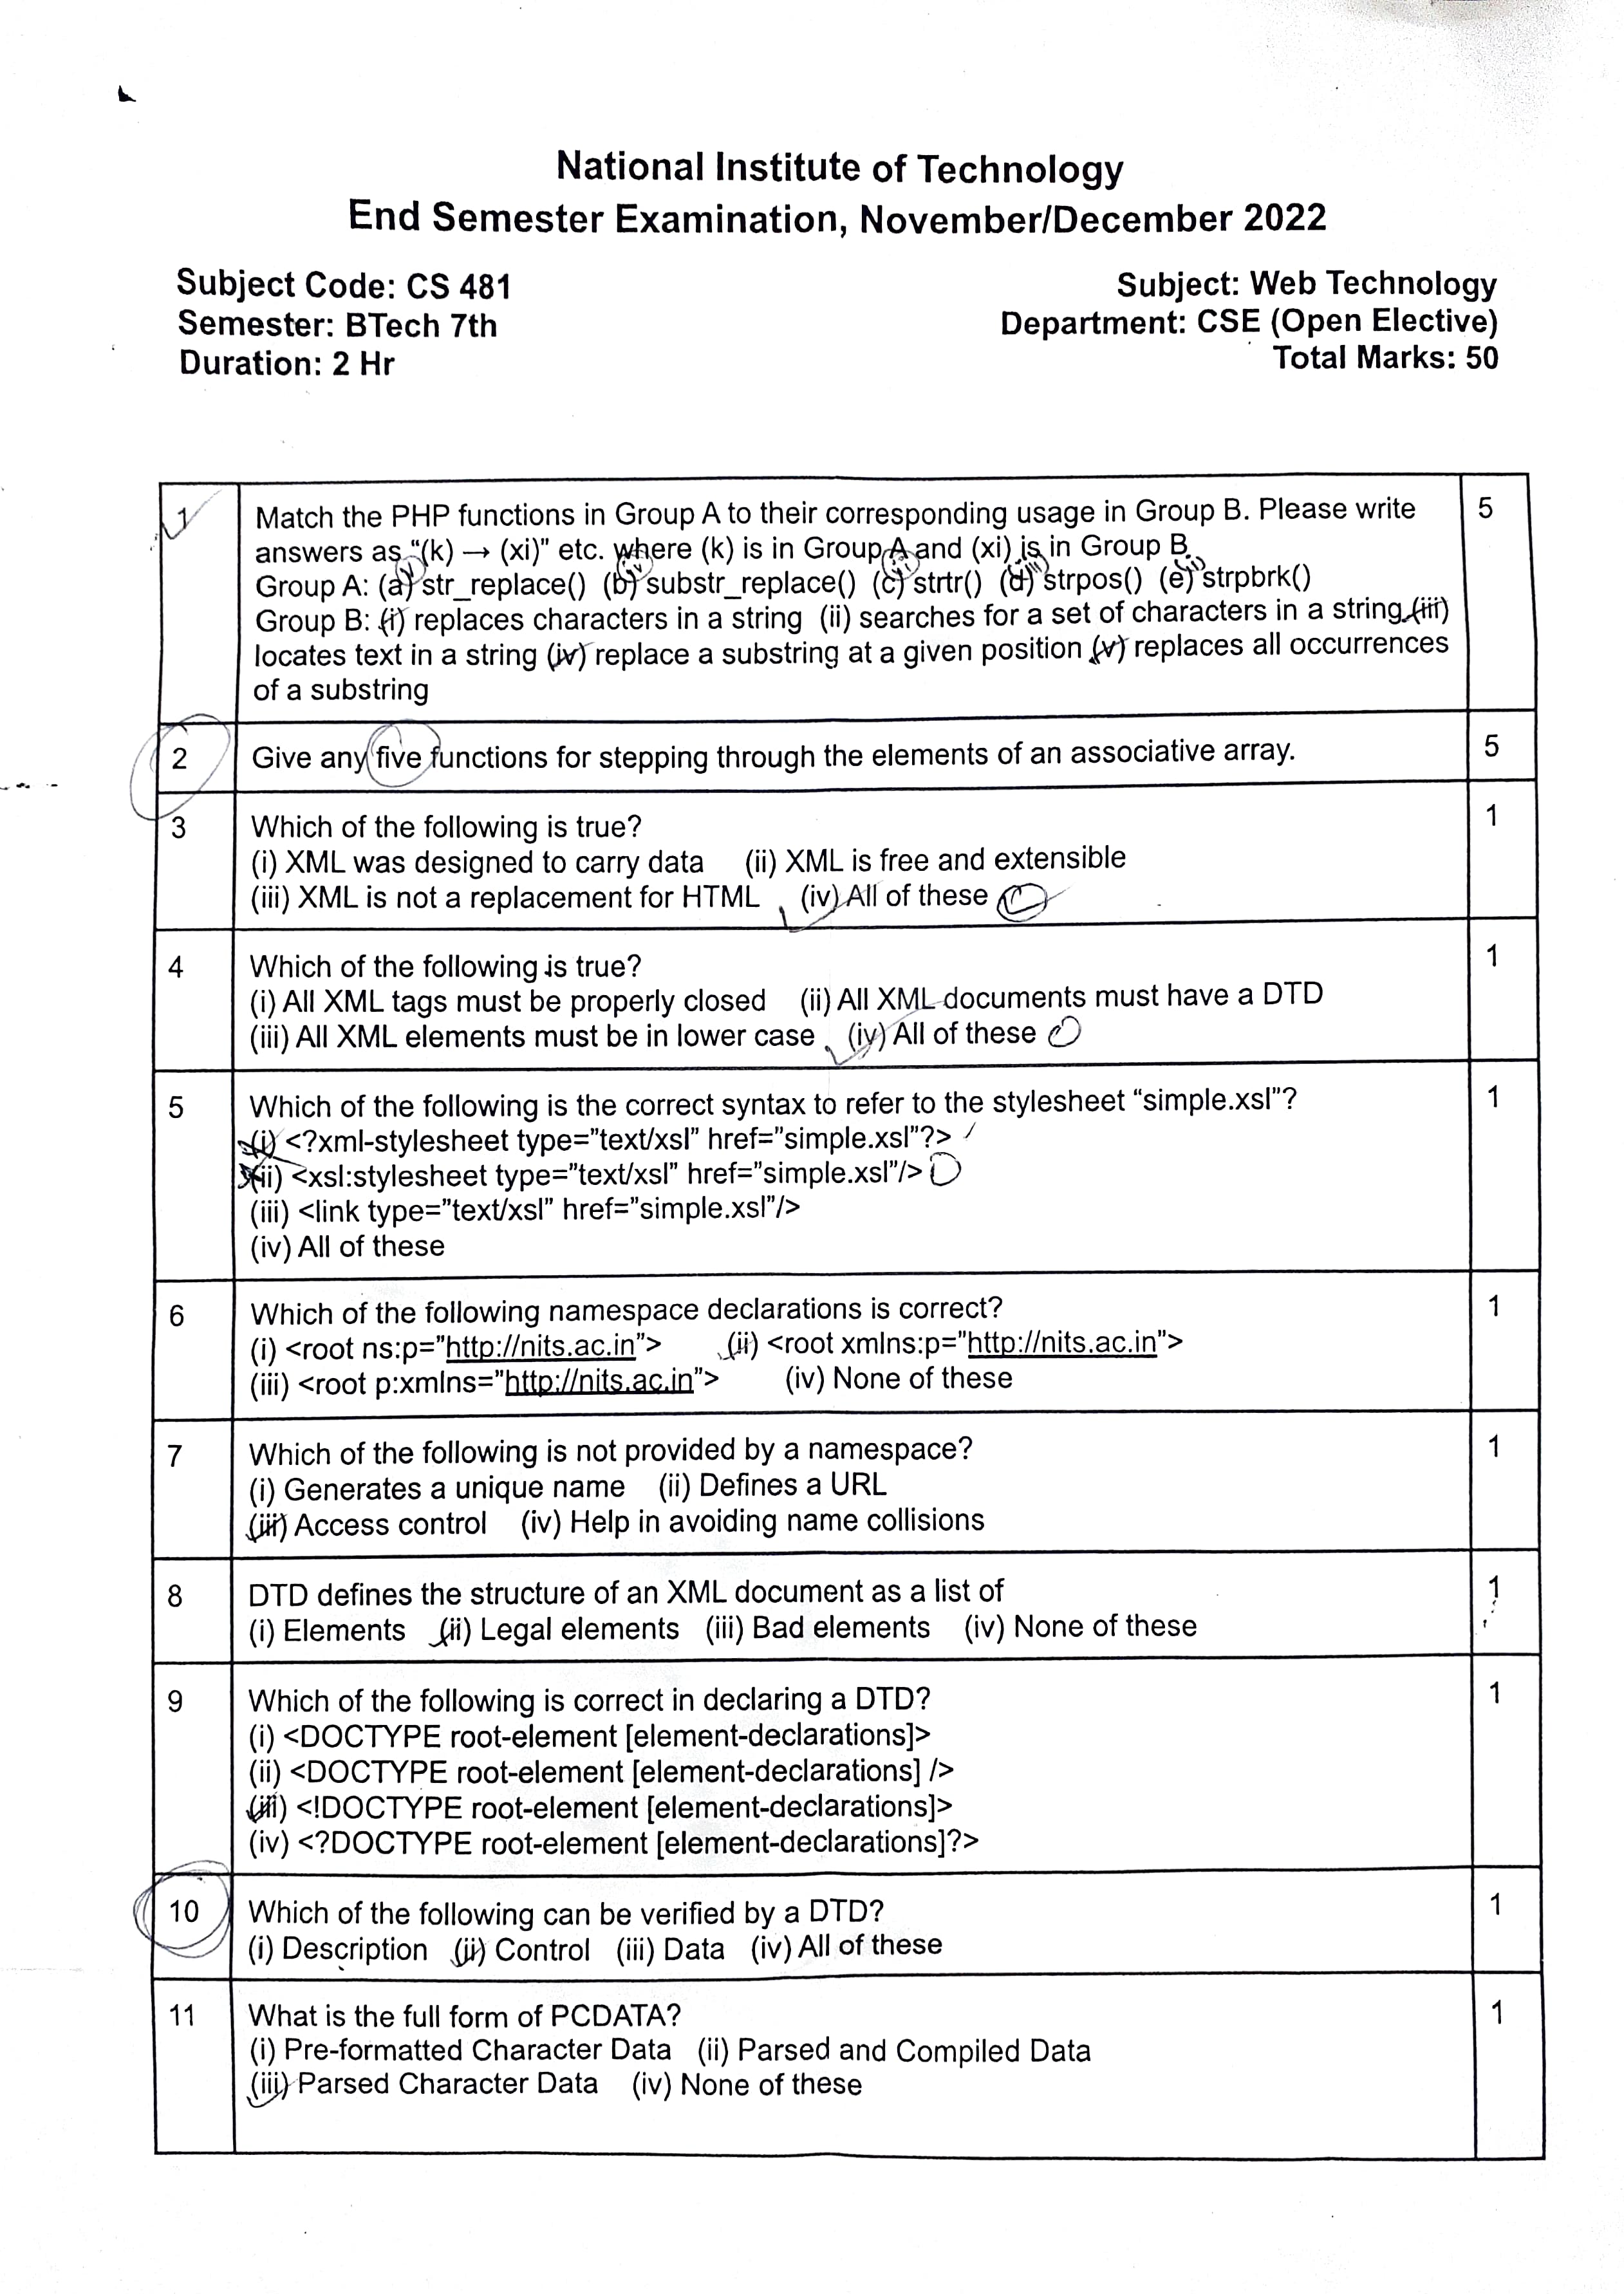 National Institute of Technology
End Semester Examination, November/December 2022
Subject Code: CS 481
Subject: Web Technology
Semester: BTech 7th
Department: CSE (Open Elective)
Duration: 2 Hr
Total Marks: 50
1 Match the PHP functions in Group A to their corresponding usage in Group B. Please write 5
answers as "(k) → (xi)" etc. where (k) is in Group A and (xi) is in Group B.
Group A: (a) str_replace() (b) substr_replace() (c) strtr() (d) strpos() (e) strpbrk()
Group B: (i) replaces characters in a string (ii) searches for a set of characters in a string (iii)
locates text in a string (iv) replace a substring at a given position (v) replaces all occurrences
of a substring
2 Give any five functions for stepping through the elements of an associative array. 5
3 Which of the following is true? 1
(i) XML was designed to carry data (ii) XML is free and extensible
(iii) XML is not a replacement for HTML (iv) All of these
4 Which of the following is true? 1
(i) All XML tags must be properly closed (ii) All XML documents must have a DTD
(iii) All XML elements must be in lower case (iv) All of these
5 Which of the following is the correct syntax to refer to the stylesheet “simple.xsl”? 1
(i) <?xml-stylesheet type=”text/xsl” href=”simple.xsl”?>
(ii) <xsl:stylesheet type=”text/xsl” href=”simple.xsl”/>
(iii) <link type=”text/xsl” href=”simple.xsl”/>
(iv) All of these
6 Which of the following namespace declarations is correct? 1
(i) <root ns:p=”http://nits.ac.in”> (ii) <root xmlns:p=”http://nits.ac.in”>
(iii) <root p:xmlns=”http://nits.ac.in”> (iv) None of these
7 Which of the following is not provided by a namespace? 1
(i) Generates a unique name (ii) Defines a URL
(iii) Access control (iv) Help in avoiding name collisions
8 DTD defines the structure of an XML document as a list of 1
(i) Elements (ii) Legal elements (iii) Bad elements (iv) None of these
9 Which of the following is correct in declaring a DTD? 1
(i) <DOCTYPE root-element [element-declarations]>
(ii) <DOCTYPE root-element [element-declarations] />
(iii) <!DOCTYPE root-element [element-declarations]>
(iv) <?DOCTYPE root-element [element-declarations]?>
10 Which of the following can be verified by a DTD? 1
(i) Description (ii) Control (iii) Data (iv) All of these
11 What is the full form of PCDATA? 1
(i) Pre-formatted Character Data (ii) Parsed and Compiled Data
(iii) Parsed Character Data (iv) None of these